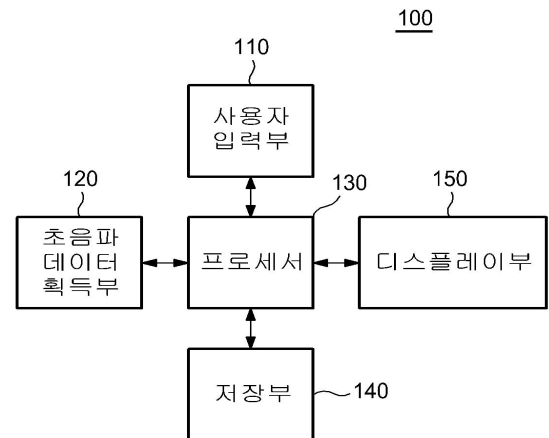 100
110
사용자
입력부
120
초음파
데이터
획득부
130
프로세서
150
디스플레이부
저장부
140